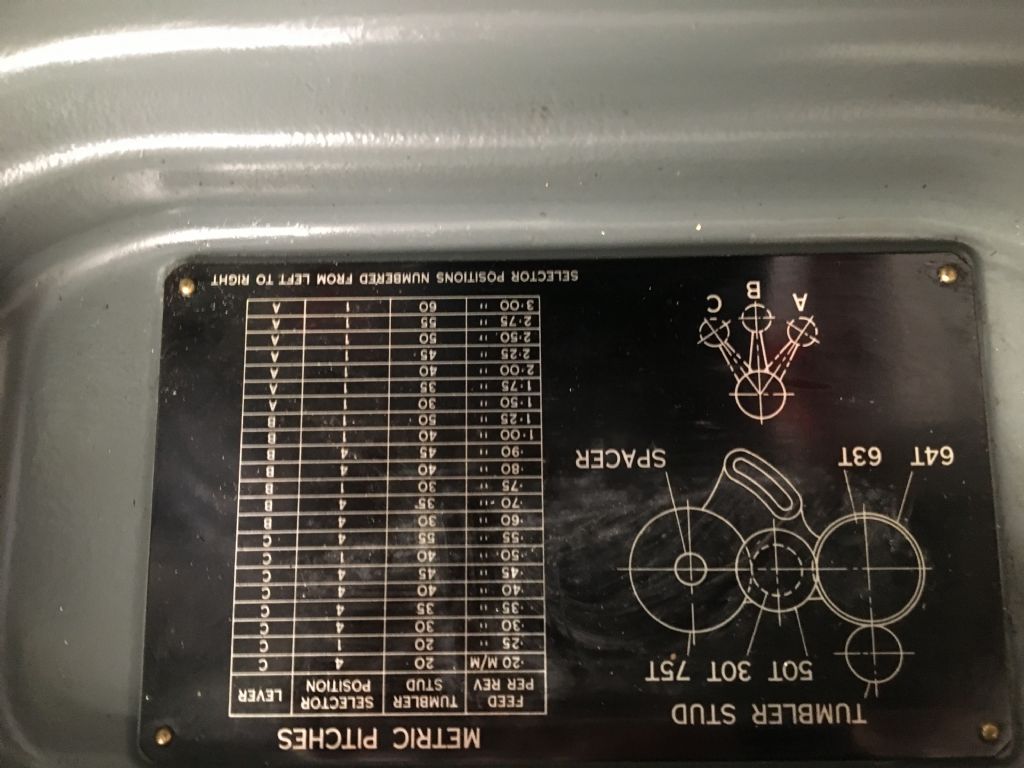 TUMBLER STUD
50T 30T 75T
64T 63T SPACER
A B C
METRIC PITCHES
FEED PER REV TUMBLER STUD SELECTOR POSITION LEVER
·20 M/M 20 4 C
·25 " 20 1 C
·30 " 30 4 C
·35 " 35 4 C
·40 " 40 4 C
·45 " 45 4 C
·50 " 40 1 C
·55 " 55 4 C
·60 " 30 4 B
·70 " 35 4 B
·75 " 30 1 B
·80 " 40 4 B
·90 " 45 4 B
1·00 " 40 1 B
1·25 " 50 1 B
1·50 " 30 1 A
1·75 " 35 1 A
2·00 " 40 1 A
2·25 " 45 1 A
2·50 " 50 1 A
2·75 " 55 1 A
3·00 " 60 1 A
SELECTOR POSITIONS NUMBERED FROM LEFT TO RIGHT